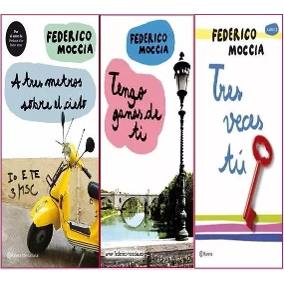 FEDERICO
MOCCIA
A tres metros
sobre el cielo
Io E TE
3 MSC
FEDERICO
MOCCIA
Tengo
ganas de
ti
FEDERICO
MOCCIA
Tres
veces
tú
Planeta